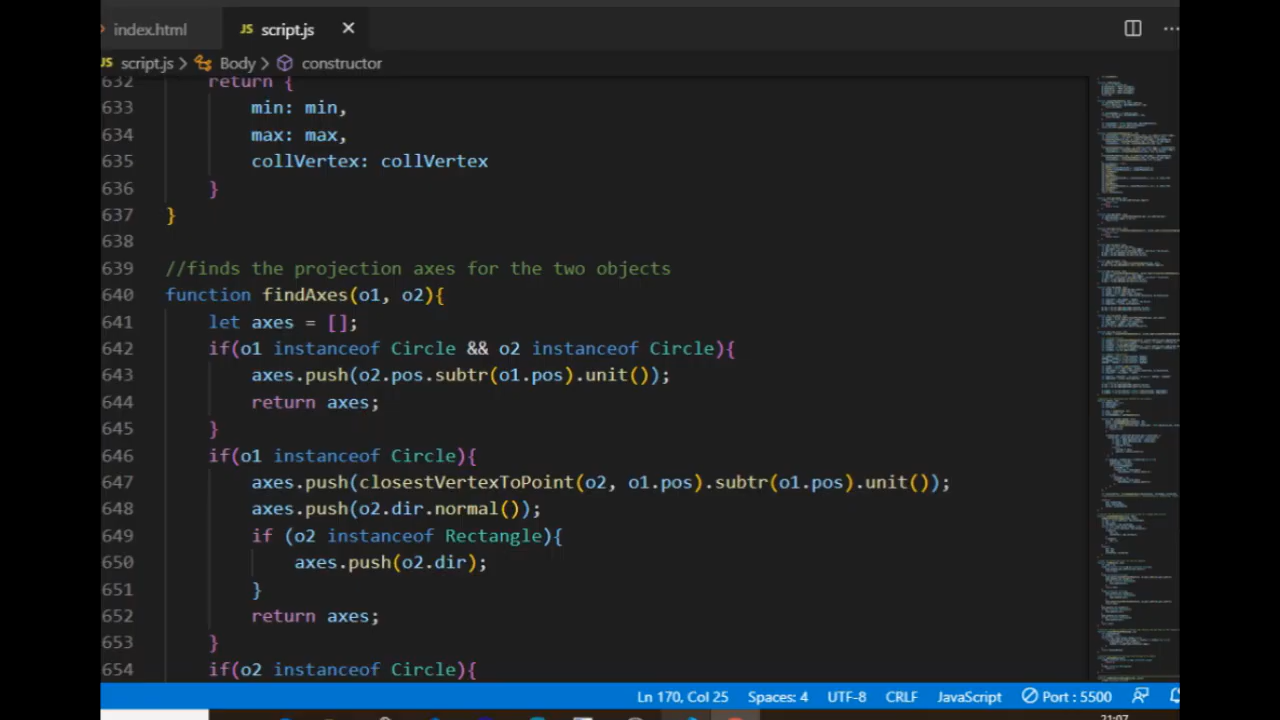 index.html
JS script.js
JS script.js > Body > constructor
632 return {
633 min: min,
634 max: max,
635 collVertex: collVertex
636 }
637 }
638
639 //finds the projection axes for the two objects
640 function findAxes(o1, o2){
641 let axes = [];
642 if(o1 instanceof Circle && o2 instanceof Circle){
643 axes.push(o2.pos.subtr(o1.pos).unit());
644 return axes;
645 }
646 if(o1 instanceof Circle){
647 axes.push(closestVertexToPoint(o2, o1.pos).subtr(o1.pos).unit());
648 axes.push(o2.dir.normal());
649 if (o2 instanceof Rectangle){
650 axes.push(o2.dir);
651 }
652 return axes;
653 }
654 if(o2 instanceof Circle){
Ln 170, Col 25 Spaces: 4 UTF-8 CRLF JavaScript Port : 5500
21:07